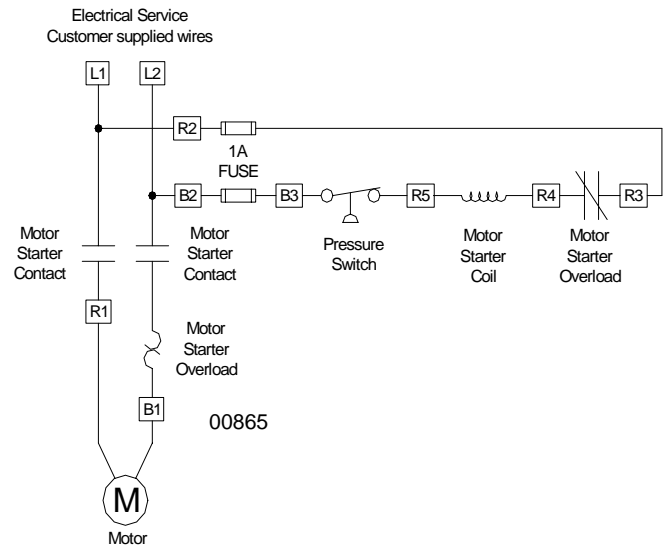 Electrical Service
Customer supplied wires
L1
L2
R2
1A
FUSE
B2
B3
R5
R4
R3
Pressure
Switch
Motor
Starter
Coil
Motor
Starter
Overload
Motor
Starter
Contact
Motor
Starter
Contact
R1
Motor
Starter
Overload
B1
00865
M
Motor